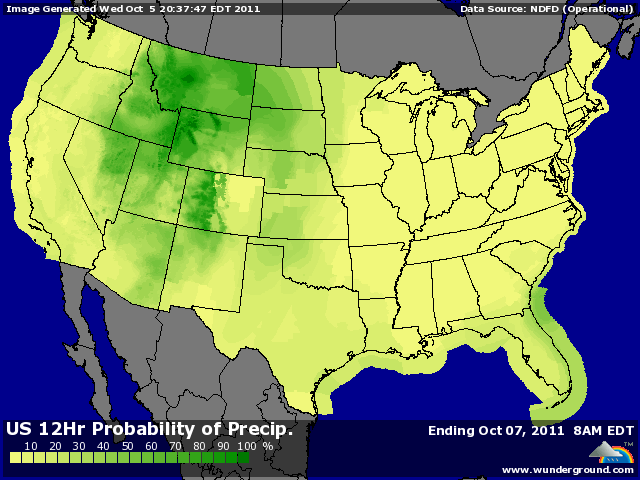 Image Generated Wed Oct 5 20:37:47 EDT 2011 Data Source: NDFD (Operational)
US 12Hr Probability of Precip. Ending Oct 07, 2011 8AM EDT
10 20 30 40 50 60 70 80 90 100 %
TM
www.wunderground.com